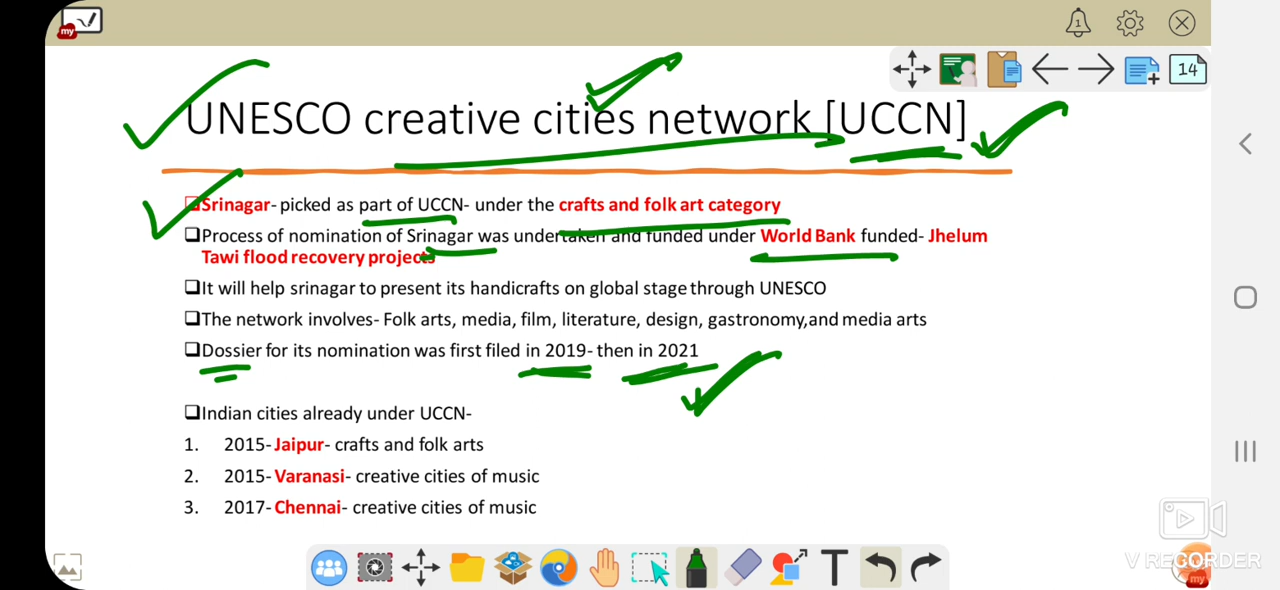 my
1
14
UNESCO creative cities network [UCCN]
❑Srinagar- picked as part of UCCN- under the crafts and folk art category
❑Process of nomination of Srinagar was undertaken and funded under World Bank funded- Jhelum
Tawi flood recovery projects
❑It will help srinagar to present its handicrafts on global stage through UNESCO
❑The network involves- Folk arts, media, film, literature, design, gastronomy,and media arts
❑Dossier for its nomination was first filed in 2019- then in 2021
❑Indian cities already under UCCN-
1. 2015- Jaipur- crafts and folk arts
2. 2015- Varanasi- creative cities of music
3. 2017- Chennai- creative cities of music
T
V RECORDER
my